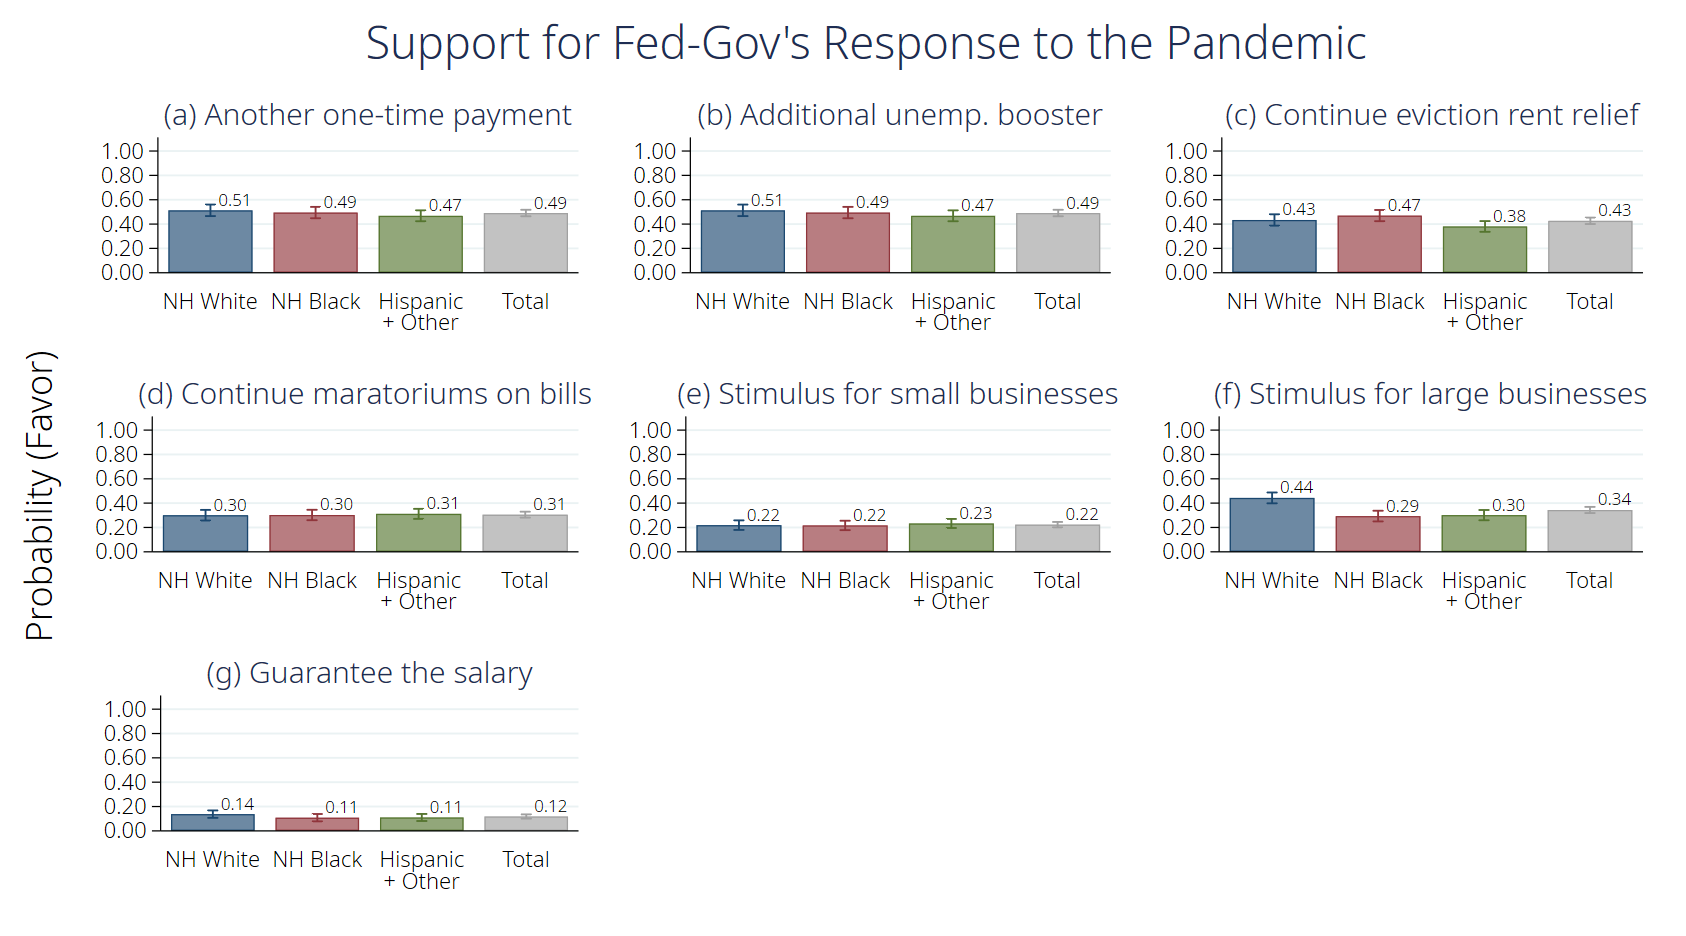 Support for Fed-Gov's Response to the Pandemic
Probability (Favor)
(a) Another one-time payment
1.00
0.80
0.60
0.40
0.20
0.00
0.51
0.49
0.47
0.49
NH White
NH Black
Hispanic
+ Other
Total
(b) Additional unemp. booster
1.00
0.80
0.60
0.40
0.20
0.00
0.51
0.49
0.47
0.49
NH White
NH Black
Hispanic
+ Other
Total
(c) Continue eviction rent relief
1.00
0.80
0.60
0.40
0.20
0.00
0.43
0.47
0.38
0.43
NH White
NH Black
Hispanic
+ Other
Total
(d) Continue maratoriums on bills
1.00
0.80
0.60
0.40
0.20
0.00
0.30
0.30
0.31
0.31
NH White
NH Black
Hispanic
+ Other
Total
(e) Stimulus for small businesses
1.00
0.80
0.60
0.40
0.20
0.00
0.22
0.22
0.23
0.22
NH White
NH Black
Hispanic
+ Other
Total
(f) Stimulus for large businesses
1.00
0.80
0.60
0.40
0.20
0.00
0.44
0.29
0.30
0.34
NH White
NH Black
Hispanic
+ Other
Total
(g) Guarantee the salary
1.00
0.80
0.60
0.40
0.20
0.00
0.14
0.11
0.11
0.12
NH White
NH Black
Hispanic
+ Other
Total